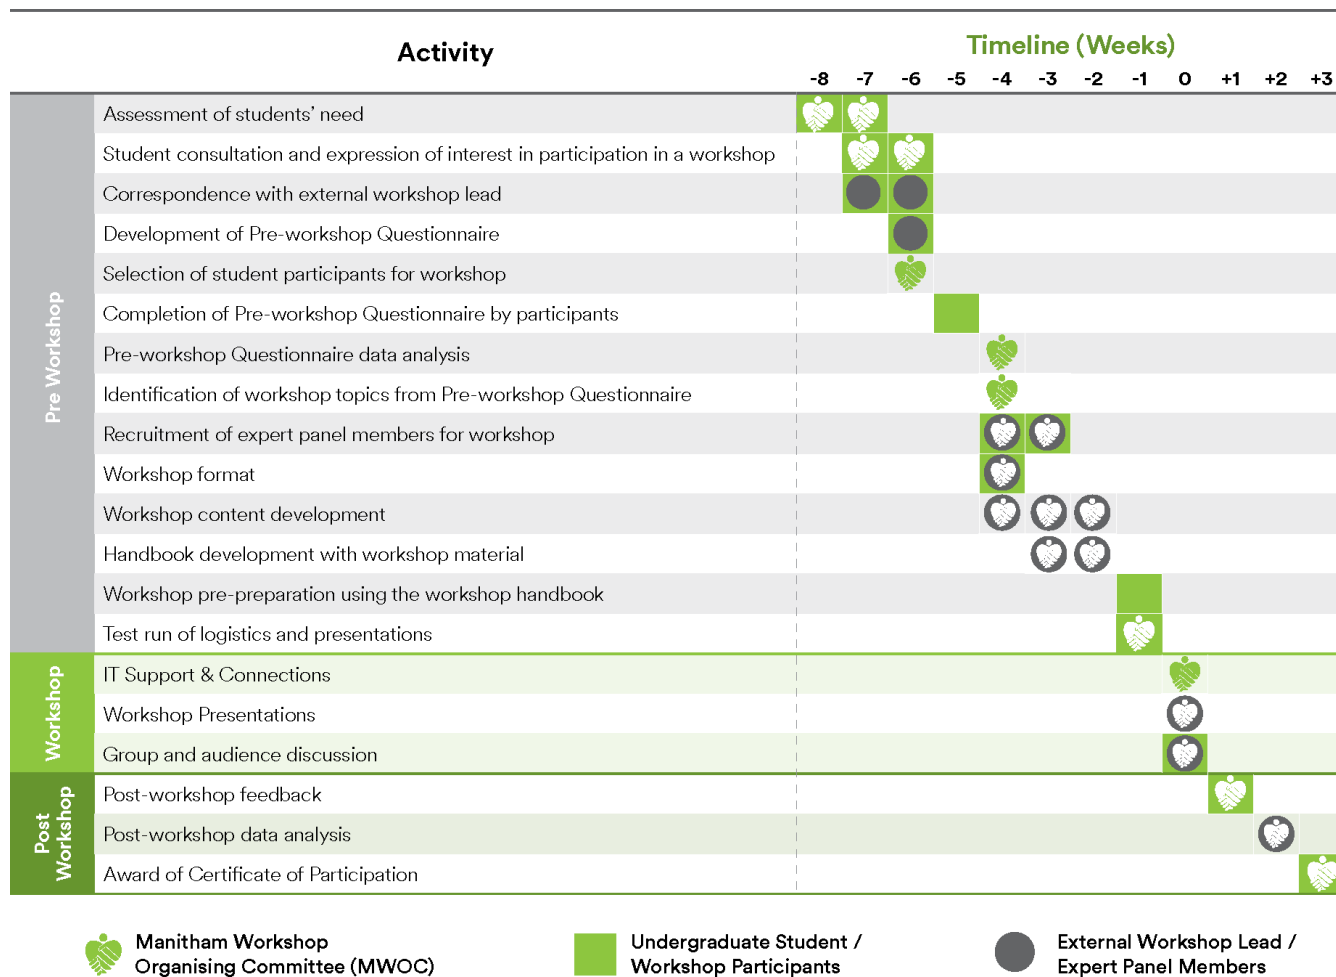 Activity
Timeline (Weeks)
-8 -7 -6 -5 -4 -3 -2 -1 0 +1 +2 +3
Pre Workshop
Assessment of students' need
Student consultation and expression of interest in participation in a workshop
Correspondence with external workshop lead
Development of Pre-workshop Questionnaire
Selection of student participants for workshop
Completion of Pre-workshop Questionnaire by participants
Pre-workshop Questionnaire data analysis
Identification of workshop topics from Pre-workshop Questionnaire
Recruitment of expert panel members for workshop
Workshop format
Workshop content development
Handbook development with workshop material
Workshop pre-preparation using the workshop handbook
Test run of logistics and presentations
Workshop
IT Support & Connections
Workshop Presentations
Group and audience discussion
Post
Workshop
Post-workshop feedback
Post-workshop data analysis
Award of Certificate of Participation
Manitham Workshop
Organising Committee (MWOC)
Undergraduate Student /
Workshop Participants
External Workshop Lead /
Expert Panel Members